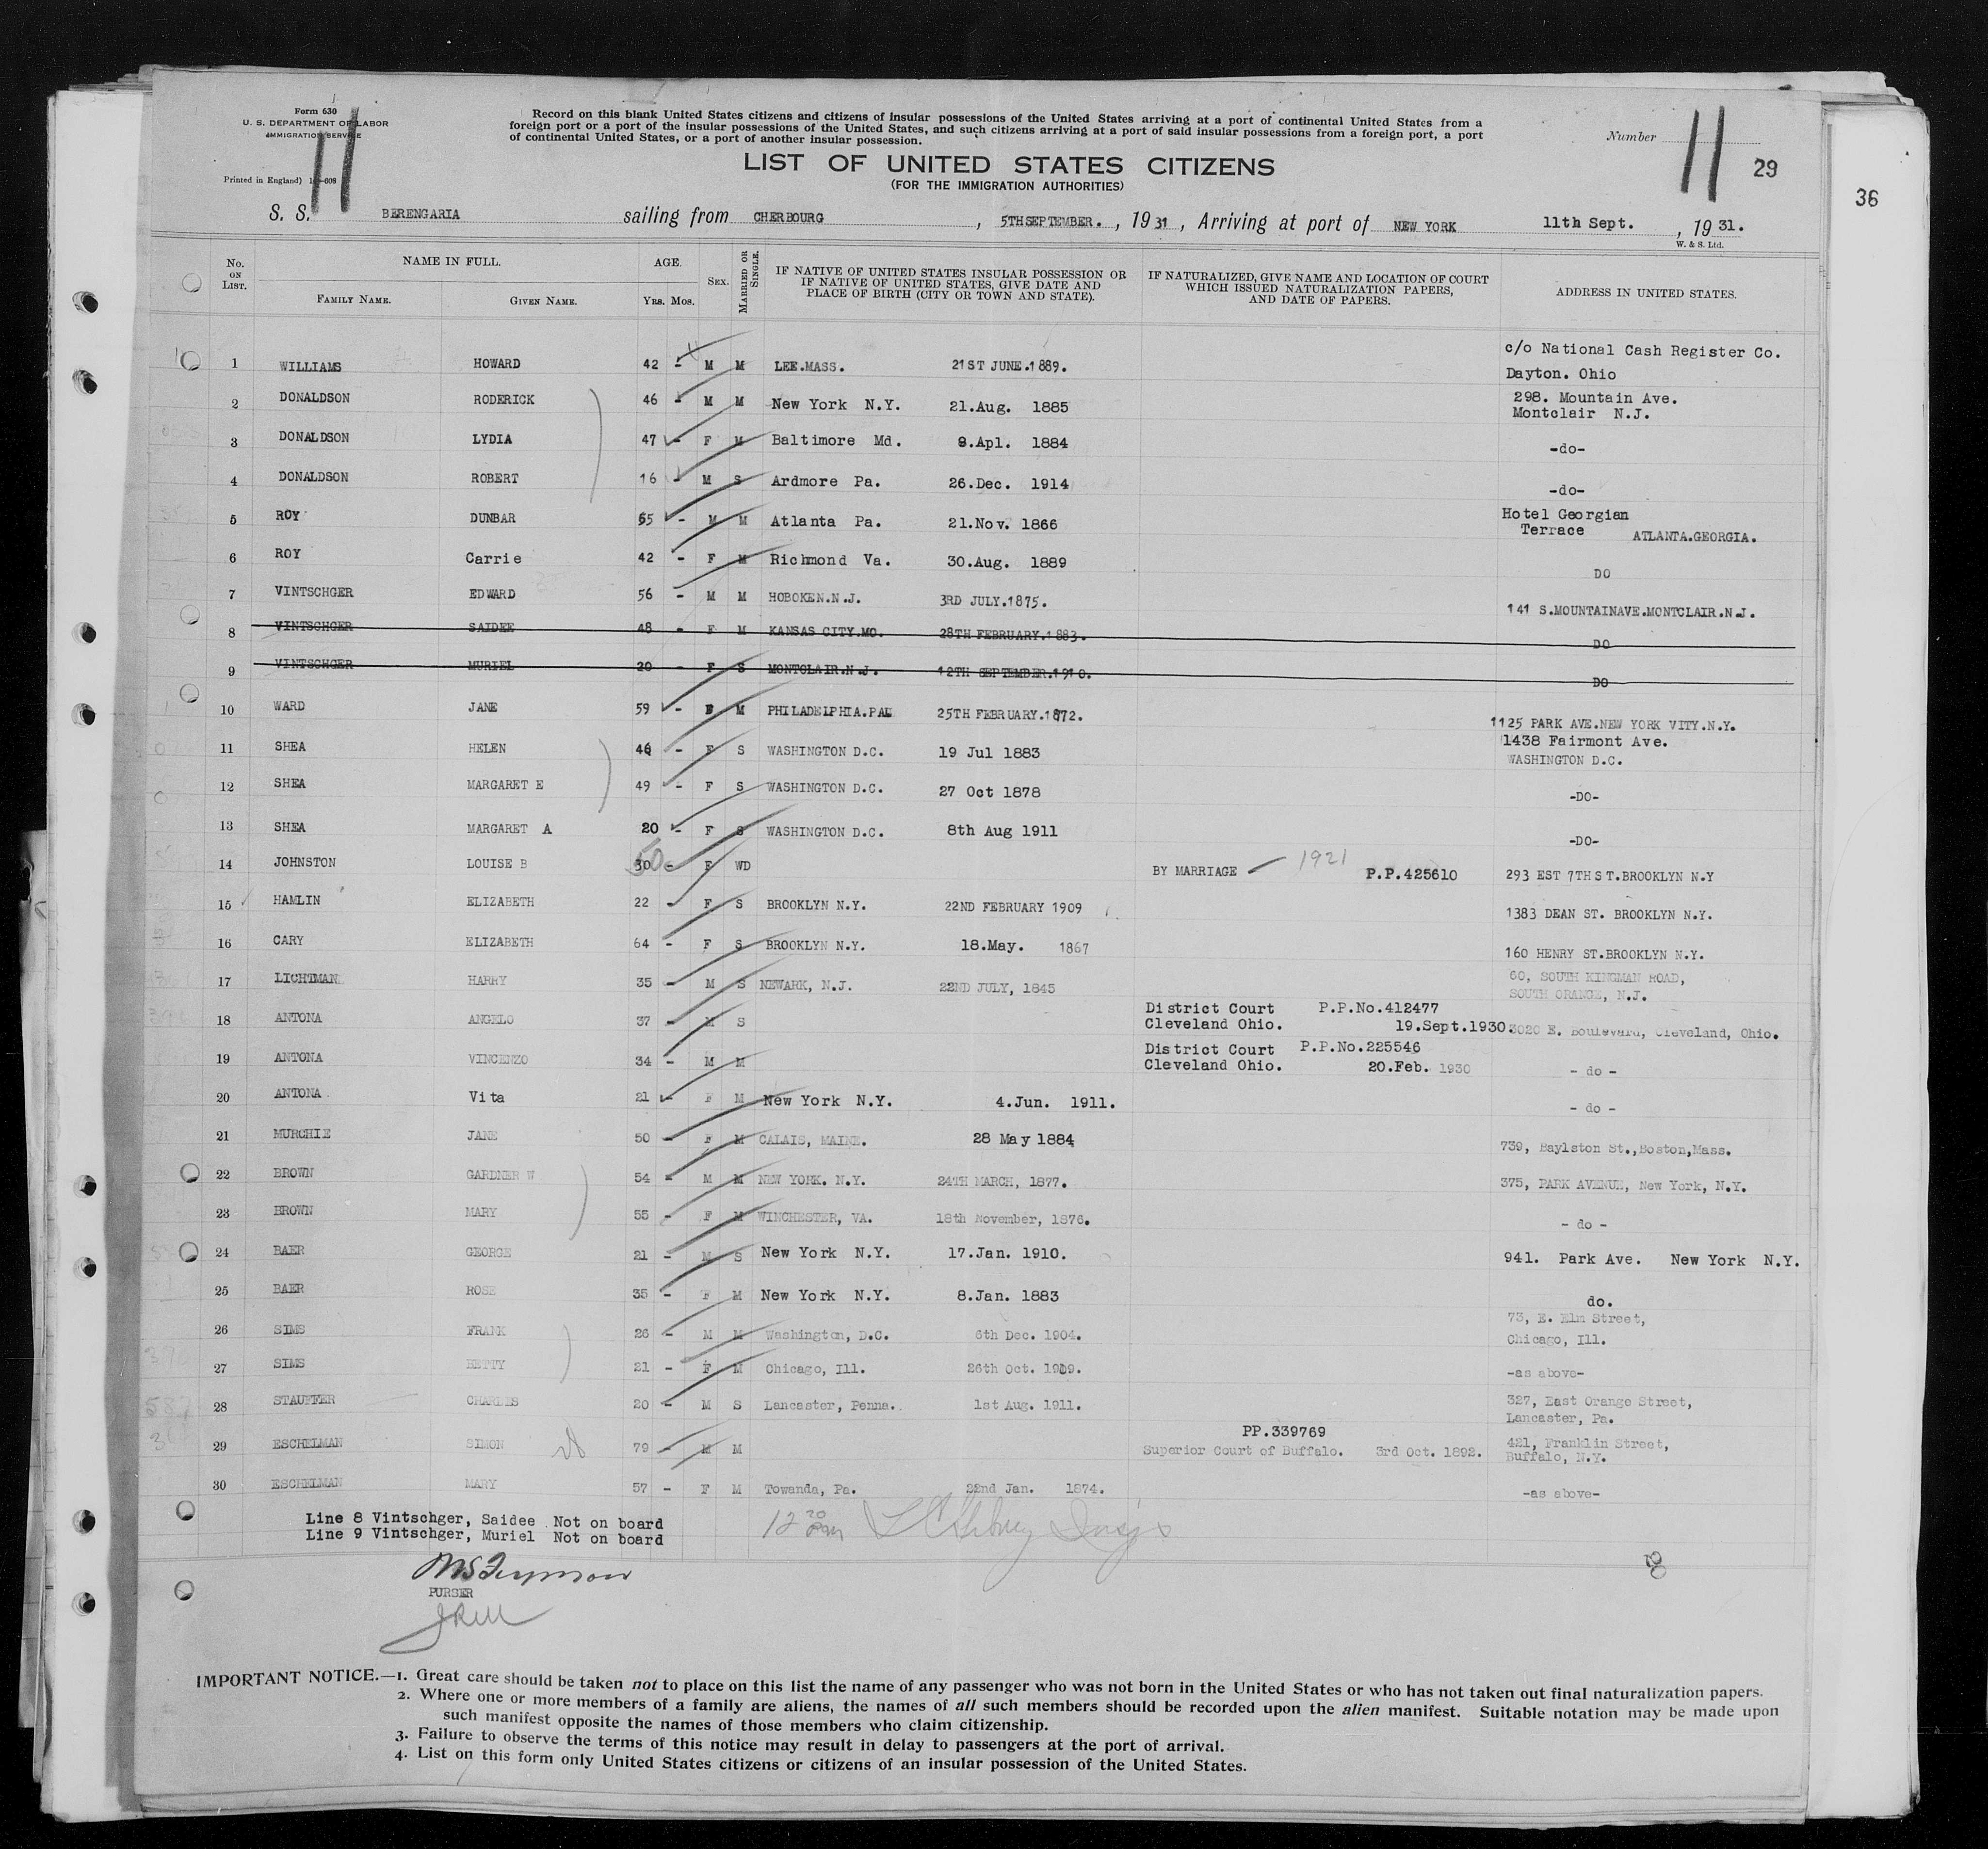 Form 630
U. S. DEPARTMENT OF LABOR
IMMIGRATION SERVICE
Printed in England)
11
Record on this blank United States citizens and citizens of insular possessions of the United States arriving at a port of continental United States from a
foreign port or a port of the insular possessions of the United States, and such citizens arriving at a port of said insular possessions from a foreign port, a port
of continental United States, or a port of another insular possession.
Number 11 29
36
LIST OF UNITED STATES CITIZENS
(FOR THE IMMIGRATION AUTHORITIES)
S. S. BERENGARIA sailing from CHERBOURG , 5TH SEPTEMBER. , 1931 , Arriving at port of NEW YORK 11th Sept. , 1931.
W. & S. Ltd.
No. ON LIST. NAME IN FULL. FAMILY NAME. GIVEN NAME. AGE. YRS. MOS. SEX. MARRIED OR SINGLE. IF NATIVE OF UNITED STATES INSULAR POSSESSION OR IF NATIVE OF UNITED STATES, GIVE DATE AND PLACE OF BIRTH (CITY OR TOWN AND STATE). IF NATURALIZED, GIVE NAME AND LOCATION OF COURT WHICH ISSUED NATURALIZATION PAPERS, AND DATE OF PAPERS. ADDRESS IN UNITED STATES.
1 WILLIAMS HOWARD 42 - M M LEE.MASS. 21ST JUNE.1889. c/o National Cash Register Co.
Dayton. Ohio
2 DONALDSON RODERICK 46 - M M New York N.Y. 21.Aug. 1885 298. Mountain Ave.
Montclair N.J.
3 DONALDSON LYDIA 47 - F M Baltimore Md. 9.Apl. 1884 -do-
4 DONALDSON ROBERT 16 - M S Ardmore Pa. 26.Dec. 1914 -do-
5 ROY DUNBAR 65 - M M Atlanta Pa. 21.Nov. 1866 Hotel Georgian
Terrace ATLANTA.GEORGIA.
6 ROY Carrie 42 - F M Richmond Va. 30.Aug. 1889 DO
7 VINTSCHGER EDWARD 56 - M M HOBOKEN.N.J. 3RD JULY.1875. 141 S.MOUNTAINAVE.MONTCLAIR.N.J.
8 VINTSCHGER SAIDEE 48 - F M KANSAS CITY.MO. 28TH FEBRUARY.1883. DO
9 VINTSCHGER MURIEL 20 - F S MONTCLAIR.N.J. 12TH SEPTEMBER.1910. DO
10 WARD JANE 59 - F M PHILADELPHIA.PA 25TH FEBRUARY.1872. 1125 PARK AVE.NEW YORK VITY.N.Y.
11 SHEA HELEN 46 - F S WASHINGTON D.C. 19 Jul 1883 1438 Fairmont Ave.
WASHINGTON D.C.
12 SHEA MARGARET E 49 - F S WASHINGTON D.C. 27 Oct 1878 -DO-
13 SHEA MARGARET A 20 - F S WASHINGTON D.C. 8th Aug 1911 -DO-
14 JOHNSTON LOUISE B 30 50 - F WD BY MARRIAGE 1921 P.P.425610 293 EST 7TH ST.BROOKLYN N.Y
15 HAMLIN ELIZABETH 22 - F S BROOKLYN N.Y. 22ND FEBRUARY 1909 1383 DEAN ST. BROOKLYN N.Y.
16 CARY ELIZABETH 64 - F S BROOKLYN N.Y. 18.May. 1867 160 HENRY ST.BROOKLYN N.Y.
17 LICHTMAN HARRY 35 - M S NEWARK, N.J. 22ND JULY, 1845 60, SOUTH KINGMAN ROAD,
SOUTH ORANGE, N.J.
18 ANTONA ANGELO 37 - M S District Court P.P.No.412477
Cleveland Ohio. 19.Sept.1930 3020 E. Boulevard, Cleveland, Ohio.
19 ANTONA VINCENZO 34 - M M District Court P.P.No.225546
Cleveland Ohio. 20.Feb. 1930 - do -
20 ANTONA Vita 21 - F M New York N.Y. 4.Jun. 1911. - do -
21 MURCHIE JANE 50 - F M CALAIS, MAINE. 28 May 1884 739, Baylston St.,Boston,Mass.
22 BROWN GARDNER W 54 - M M NEW YORK. N.Y. 24TH MARCH, 1877. 375, PARK AVENUE, New York, N.Y.
23 BROWN MARY 55 - F M WINCHESTER, VA. 18th November, 1876. - do -
24 BAER GEORGE 21 - M S New York N.Y. 17.Jan. 1910. 941. Park Ave. New York N.Y.
25 BAER ROSE 35 - F M New York N.Y. 8.Jan. 1883 do.
26 SIMS FRANK 26 - M M Washington, D.C. 6th Dec. 1904. 73, E. Elm Street,
Chicago, Ill.
27 SIMS BETTY 21 - F M Chicago, Ill. 26th Oct. 1909. -as above-
28 STAUFFER CHARLES 20 - M S Lancaster, Penna. 1st Aug. 1911. 327, East Orange Street,
Lancaster, Pa.
29 ESCHELMAN SIMON 79 - M M PP.339769
Superior Court of Buffalo. 3rd Oct. 1892. 421, Franklin Street,
Buffalo, N.Y.
30 ESCHELMAN MARY 57 - F M Towanda, Pa. 22nd Jan. 1874. -as above-
Line 8 Vintschger, Saidee Not on board
Line 9 Vintschger, Muriel Not on board
PURSER
IMPORTANT NOTICE.—1. Great care should be taken not to place on this list the name of any passenger who was not born in the United States or who has not taken out final naturalization papers.
2. Where one or more members of a family are aliens, the names of all such members should be recorded upon the alien manifest. Suitable notation may be made upon
such manifest opposite the names of those members who claim citizenship.
3. Failure to observe the terms of this notice may result in delay to passengers at the port of arrival.
4. List on this form only United States citizens or citizens of an insular possession of the United States.